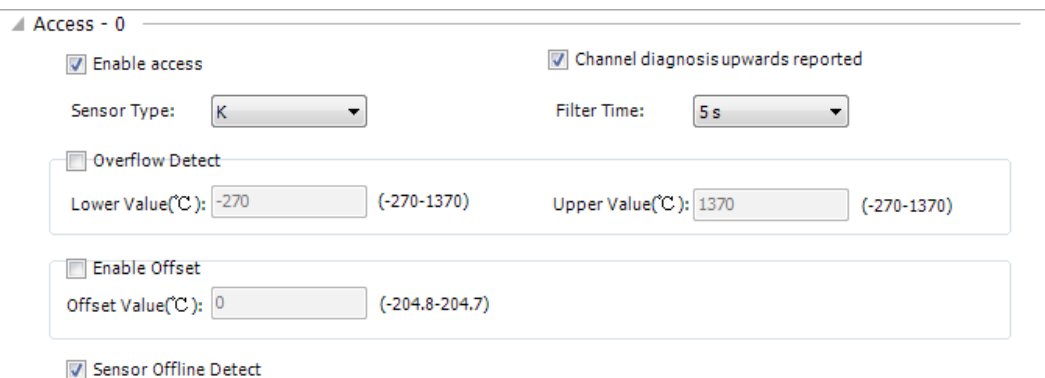 Access - 0
Enable access
Channel diagnosis upwards reported
Sensor Type: K
Filter Time: 5 s
Overflow Detect
Lower Value(℃): -270 (-270-1370)
Upper Value(℃): 1370 (-270-1370)
Enable Offset
Offset Value(℃): 0 (-204.8-204.7)
Sensor Offline Detect